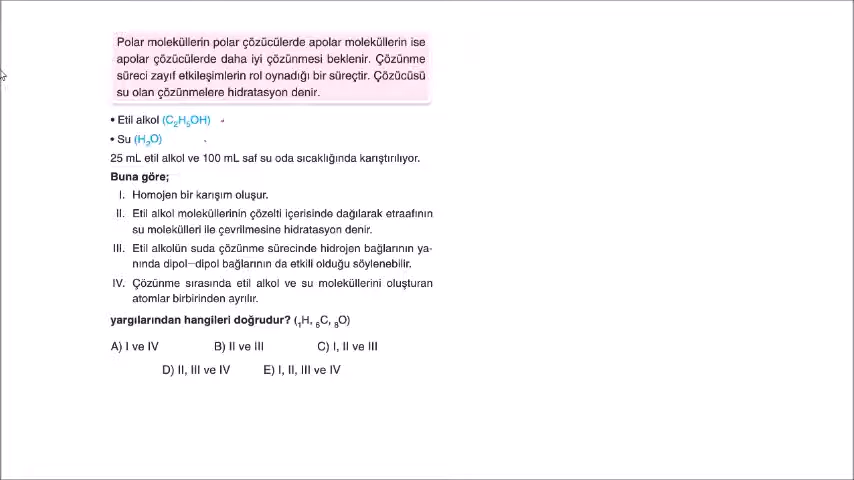 Polar moleküllerin polar çözücülerde apolar moleküllerin ise
apolar çözücülerde daha iyi çözünmesi beklenir. Çözünme
süreci zayıf etkileşimlerin rol oynadığı bir süreçtir. Çözücüsü
su olan çözünmelere hidratasyon denir.
• Etil alkol (C₂H₅OH)
• Su (H₂O)
25 mL etil alkol ve 100 mL saf su oda sıcaklığında karıştırılıyor.
Buna göre;
I. Homojen bir karışım oluşur.
II. Etil alkol moleküllerinin çözelti içerisinde dağılarak etraafının
su molekülleri ile çevrilmesine hidratasyon denir.
III. Etil alkolün suda çözünme sürecinde hidrojen bağlarının ya-
nında dipol–dipol bağlarının da etkili olduğu söylenebilir.
IV. Çözünme sırasında etil alkol ve su moleküllerini oluşturan
atomlar birbirinden ayrılır.
yargılarından hangileri doğrudur? (₁H, ₆C, ₈O)
A) I ve IV B) II ve III C) I, II ve III
D) II, III ve IV E) I, II, III ve IV